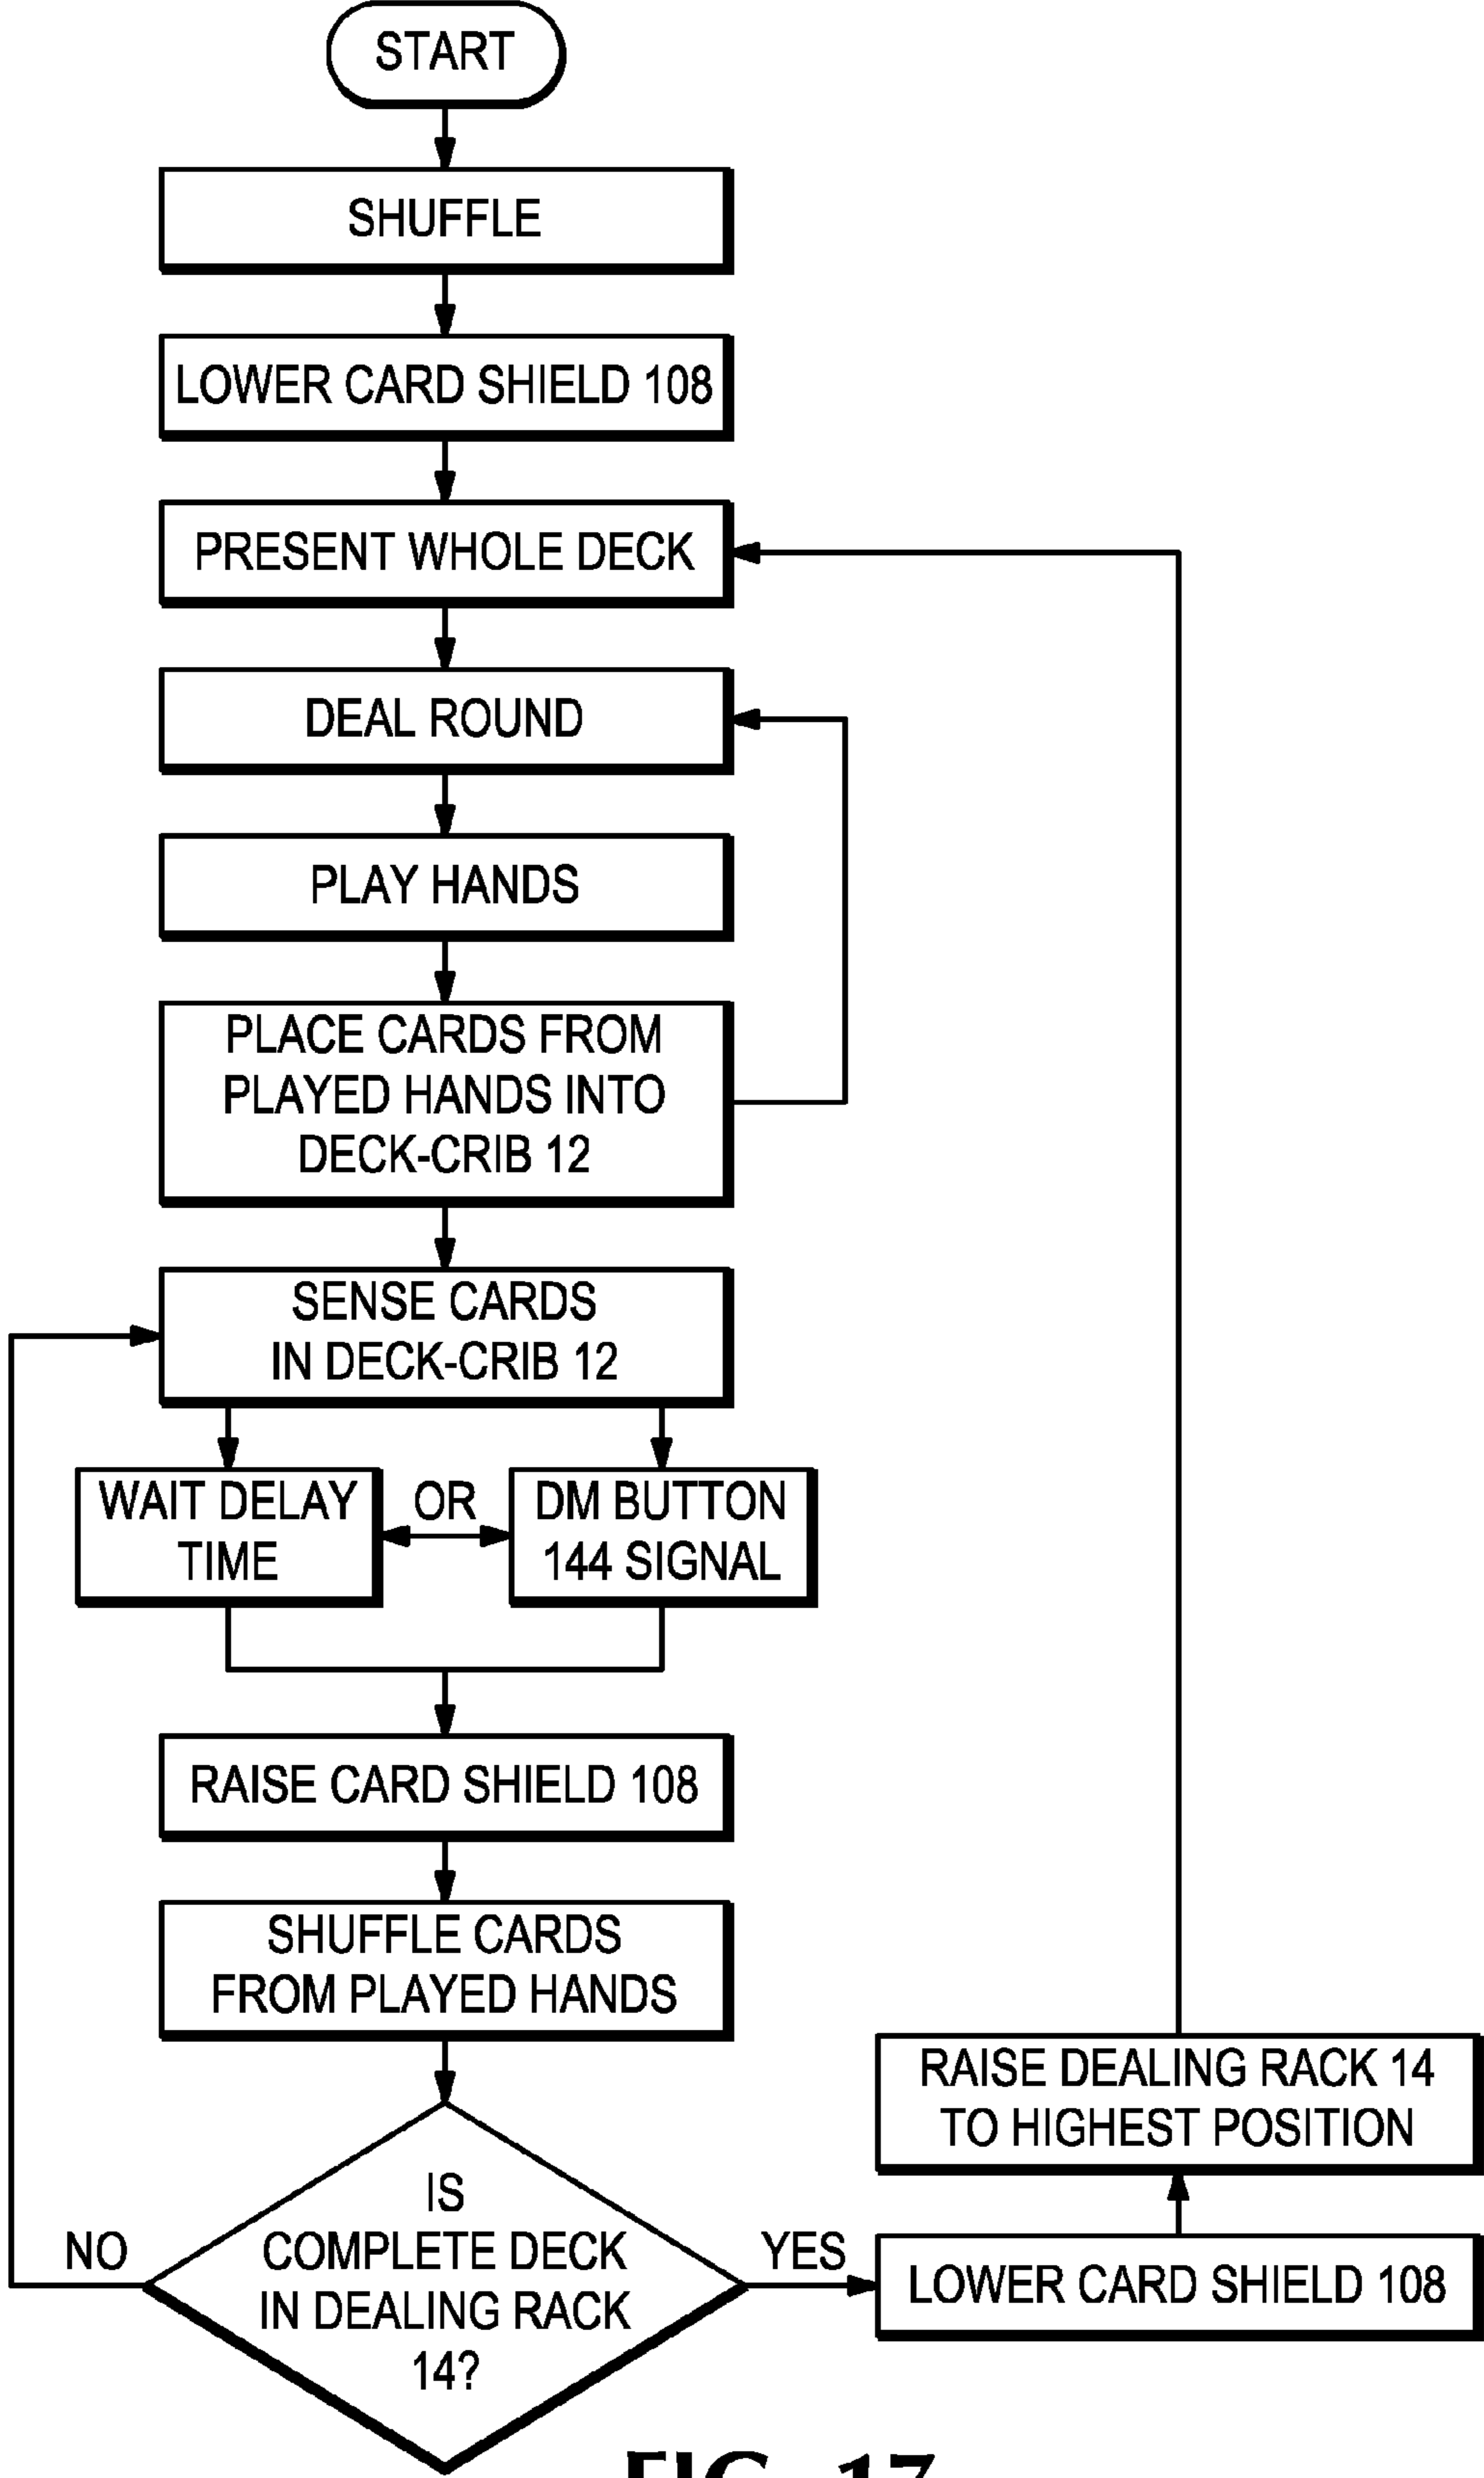 START
SHUFFLE
LOWER CARD SHIELD 108
PRESENT WHOLE DECK
DEAL ROUND
PLAY HANDS
PLACE CARDS FROM
PLAYED HANDS INTO
DECK-CRIB 12
SENSE CARDS
IN DECK-CRIB 12
WAIT DELAY
TIME
OR
DM BUTTON
144 SIGNAL
RAISE CARD SHIELD 108
SHUFFLE CARDS
FROM PLAYED HANDS
IS
COMPLETE DECK
IN DEALING RACK
14?
NO
YES
LOWER CARD SHIELD 108
RAISE DEALING RACK 14
TO HIGHEST POSITION
FIG. 17